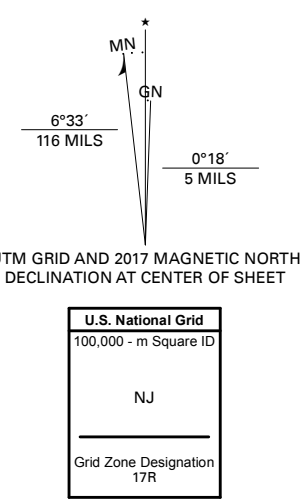 ★
MN
GN
6°33´
116 MILS
0°18´
5 MILS
UTM GRID AND 2017 MAGNETIC NORTH
DECLINATION AT CENTER OF SHEET
U.S. National Grid
100,000 - m Square ID
NJ
Grid Zone Designation
17R